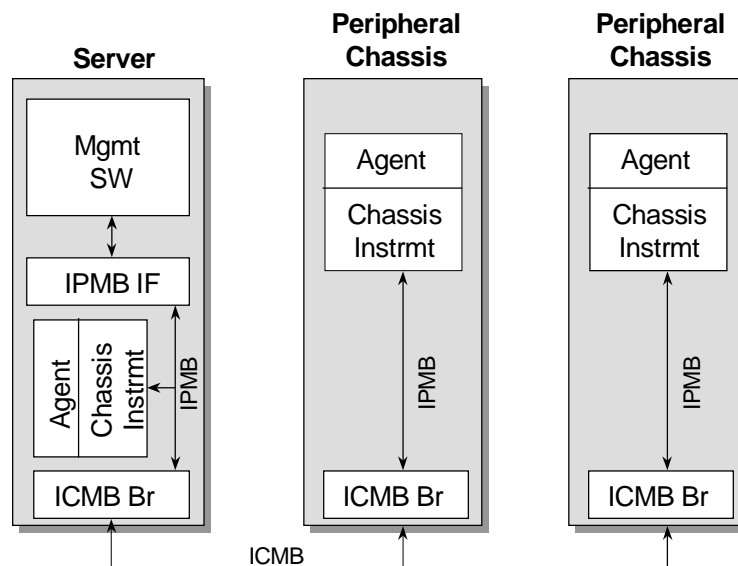 Server
Mgmt
SW
IPMB IF
Agent
Chassis
Instrmt
IPMB
ICMB Br
Peripheral
Chassis
Agent
Chassis
Instrmt
IPMB
ICMB Br
ICMB
Peripheral
Chassis
Agent
Chassis
Instrmt
IPMB
ICMB Br